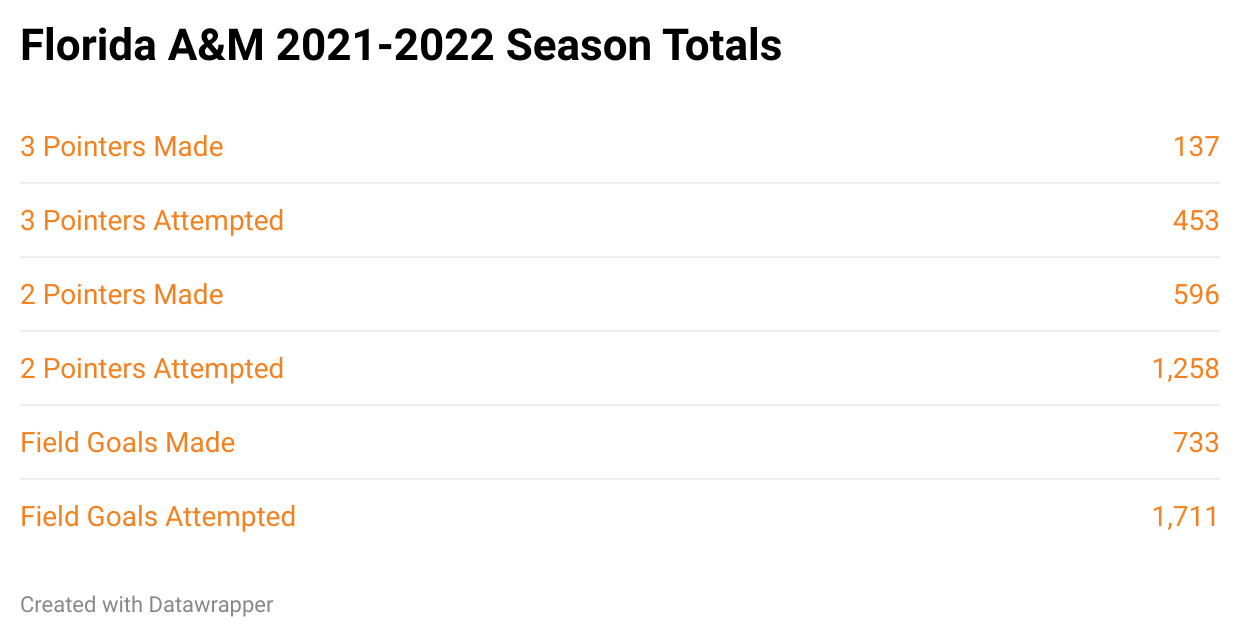 Florida A&M 2021-2022 Season Totals
3 Pointers Made 137
3 Pointers Attempted 453
2 Pointers Made 596
2 Pointers Attempted 1,258
Field Goals Made 733
Field Goals Attempted 1,711
Created with Datawrapper